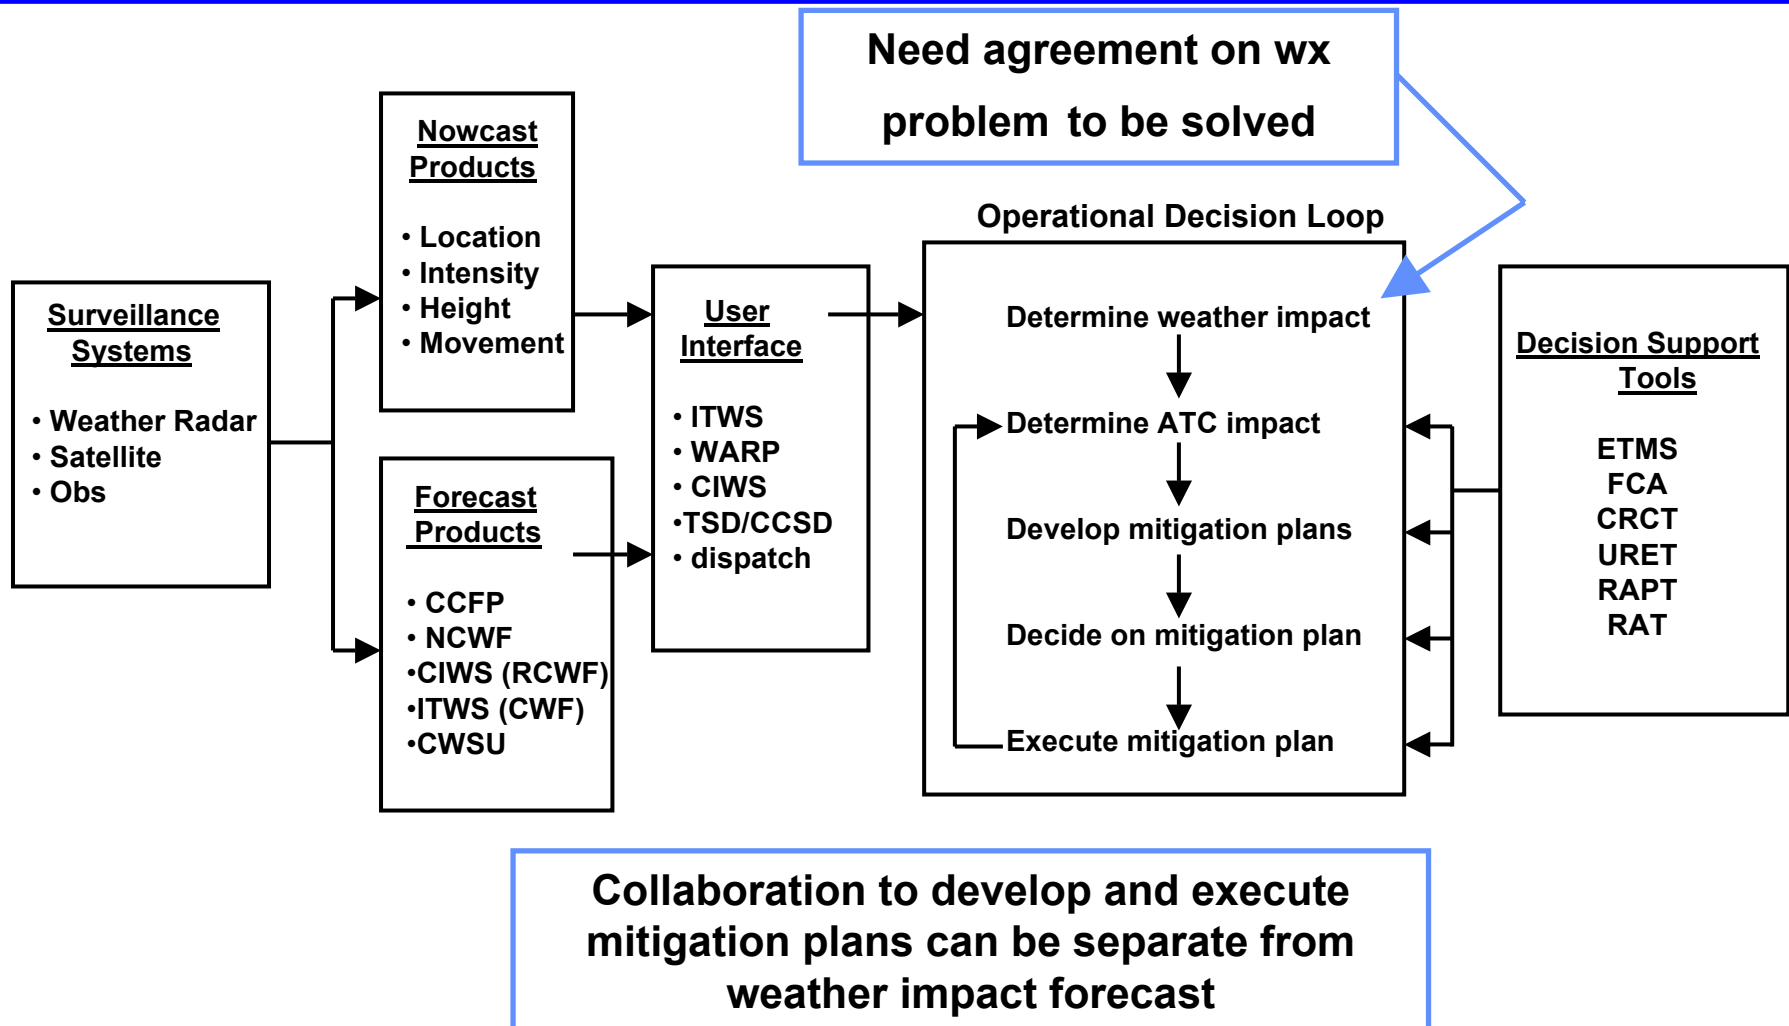 Need agreement on wx
problem to be solved
Nowcast
Products
• Location
• Intensity
• Height
• Movement
Surveillance
Systems
• Weather Radar
• Satellite
• Obs
Forecast
Products
• CCFP
• NCWF
•CIWS (RCWF)
•ITWS (CWF)
•CWSU
User
Interface
• ITWS
• WARP
• CIWS
•TSD/CCSD
• dispatch
Operational Decision Loop
Determine weather impact
Determine ATC impact
Develop mitigation plans
Decide on mitigation plan
Execute mitigation plan
Decision Support
Tools
ETMS
FCA
CRCT
URET
RAPT
RAT
Collaboration to develop and execute
mitigation plans can be separate from
weather impact forecast